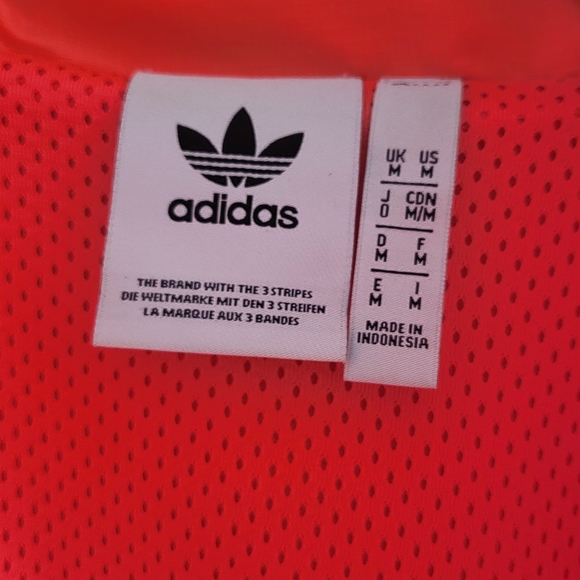 adidas
THE BRAND WITH THE 3 STRIPES
DIE WELTMARKE MIT DEN 3 STREIFEN
LA MARQUE AUX 3 BANDES
UK US
M M
J CDN
O M/M
D F
M M
E I
M M
MADE IN
INDONESIA